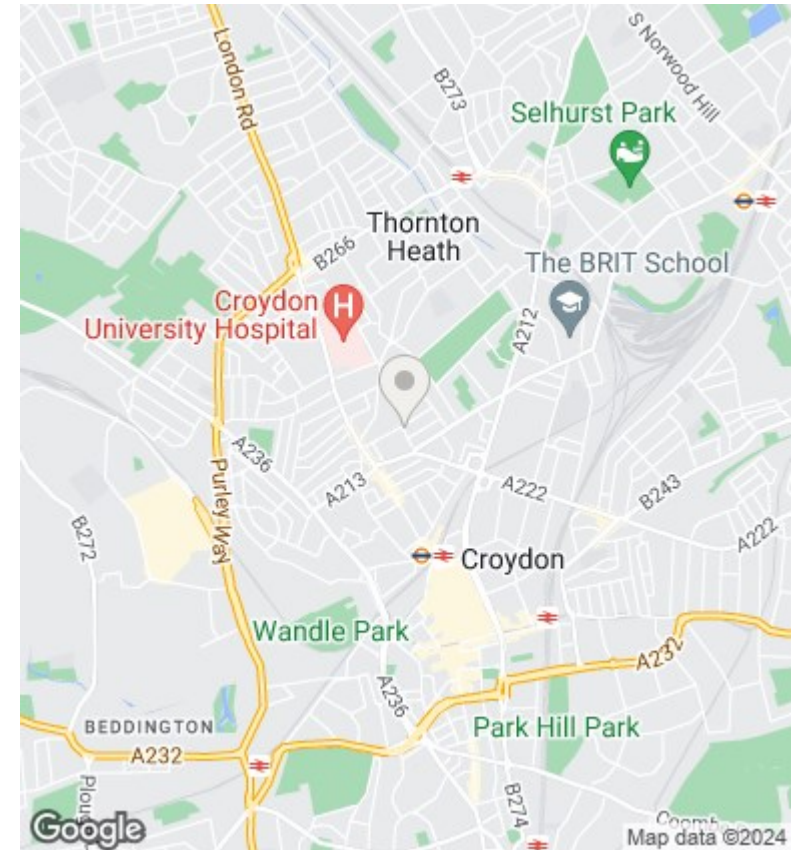 London Rd
B273
S Norwood Hill
Selhurst Park
Thornton
Heath
B266
The BRIT School
Croydon
University Hospital
H
A212
A236
Purley Way
A213
A222
B243
A222
B272
Croydon
Wandle Park
A232
A236
BEDDINGTON
A232
Park Hill Park
B274
Google
Map data ©2024